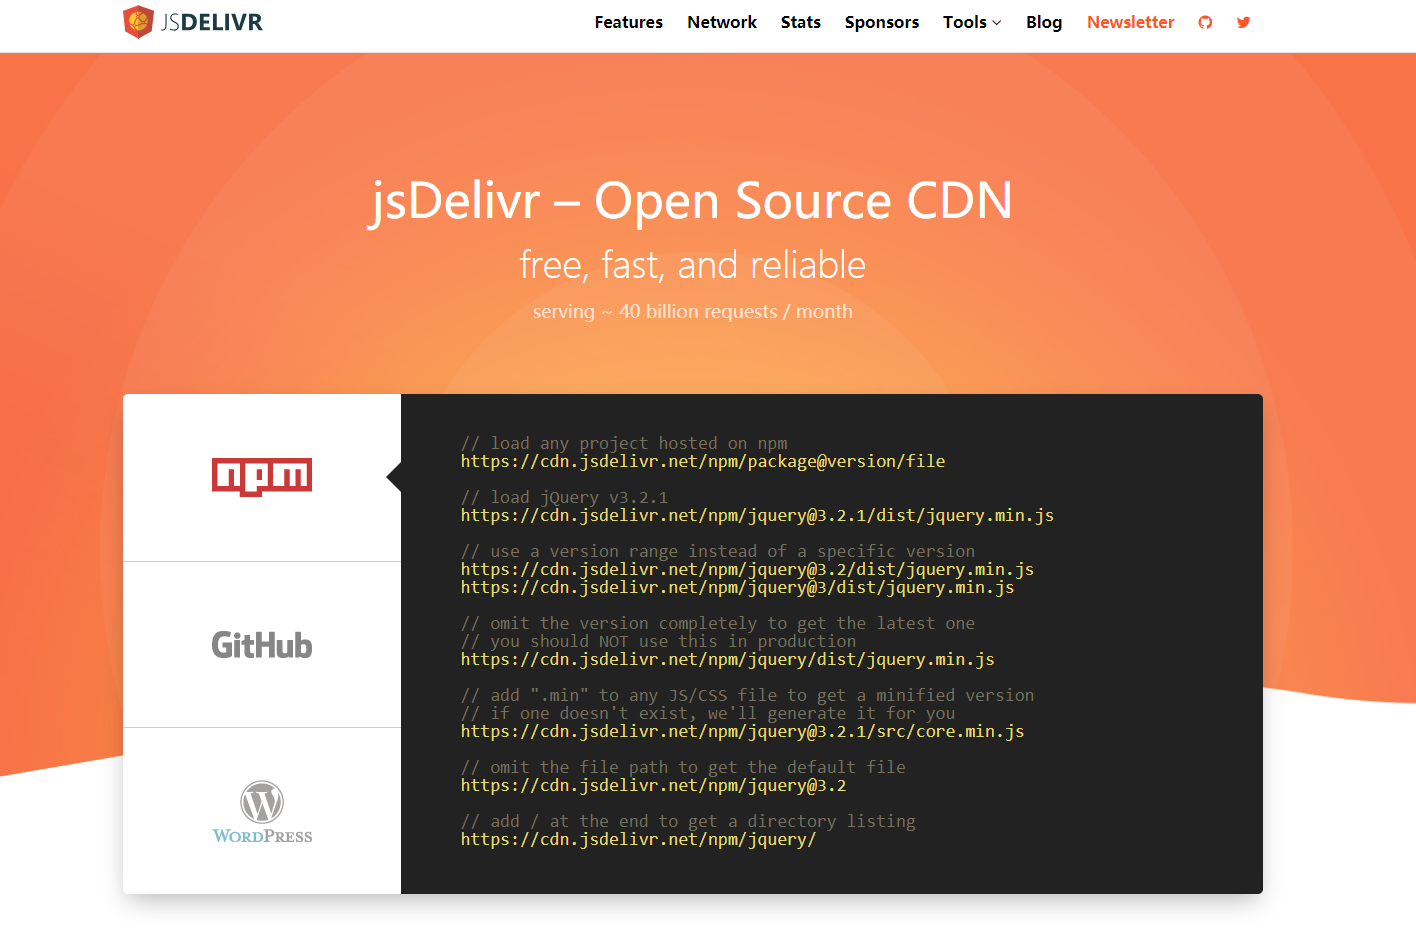 JSDELIVR
Features Network Stats Sponsors Tools Blog Newsletter
jsDelivr – Open Source CDN
free, fast, and reliable
serving ~ 40 billion requests / month
npm
GitHub
WORDPRESS
// load any project hosted on npm
https://cdn.jsdelivr.net/npm/package@version/file
// load jQuery v3.2.1
https://cdn.jsdelivr.net/npm/jquery@3.2.1/dist/jquery.min.js
// use a version range instead of a specific version
https://cdn.jsdelivr.net/npm/jquery@3.2/dist/jquery.min.js
https://cdn.jsdelivr.net/npm/jquery@3/dist/jquery.min.js
// omit the version completely to get the latest one
// you should NOT use this in production
https://cdn.jsdelivr.net/npm/jquery/dist/jquery.min.js
// add ".min" to any JS/CSS file to get a minified version
// if one doesn't exist, we'll generate it for you
https://cdn.jsdelivr.net/npm/jquery@3.2.1/src/core.min.js
// omit the file path to get the default file
https://cdn.jsdelivr.net/npm/jquery@3.2
// add / at the end to get a directory listing
https://cdn.jsdelivr.net/npm/jquery/